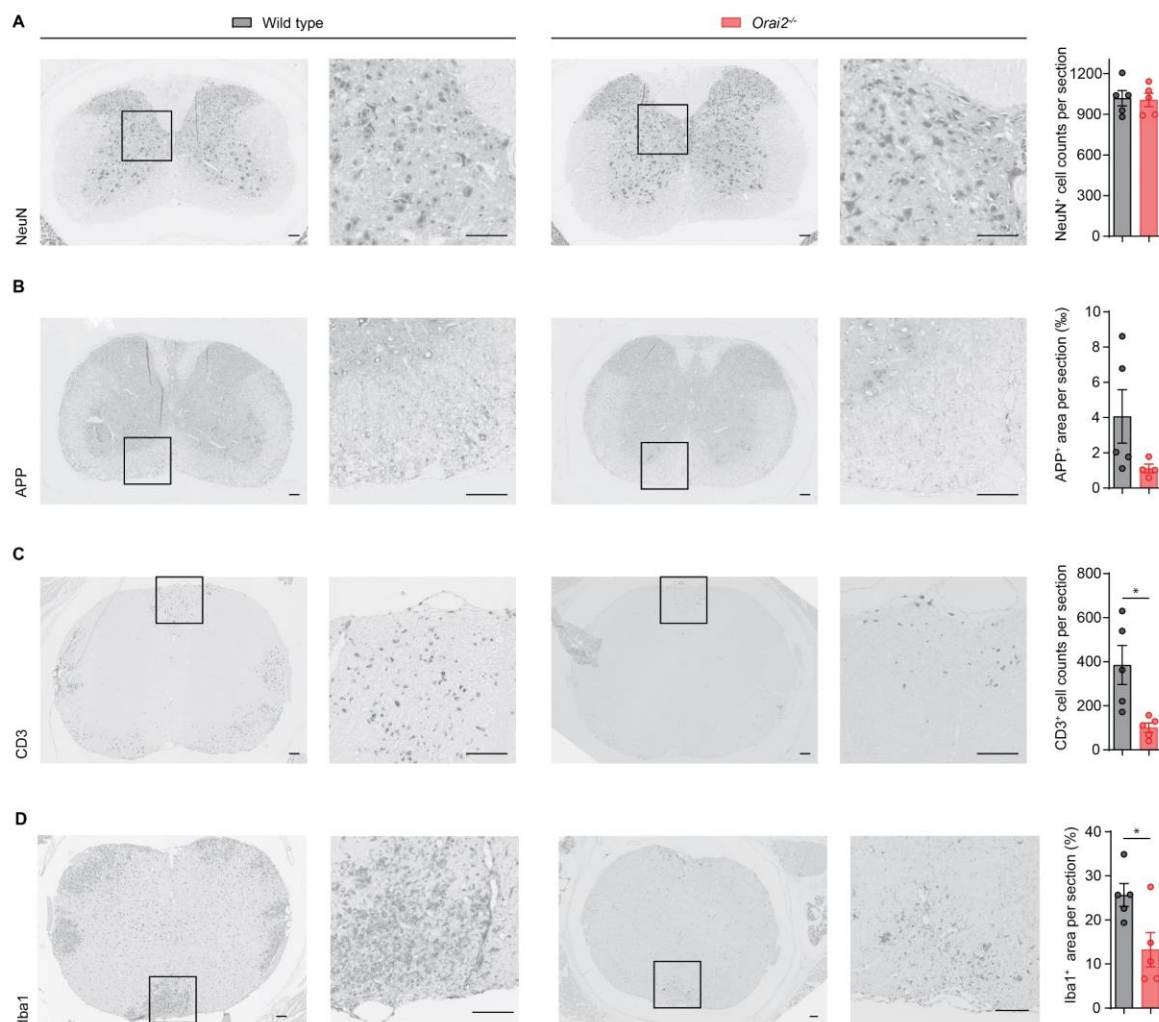 A
Wild type
Orai2-/-
NeuN
NeuN+ cell counts per section
1200
900
600
300
0
B
APP
APP+ area per section (‰)
10
8
6
4
2
0
C
CD3
CD3+ cell counts per section
800
600
400
200
0
*
D
Iba1
Iba1+ area per section (%)
40
30
20
10
0
*